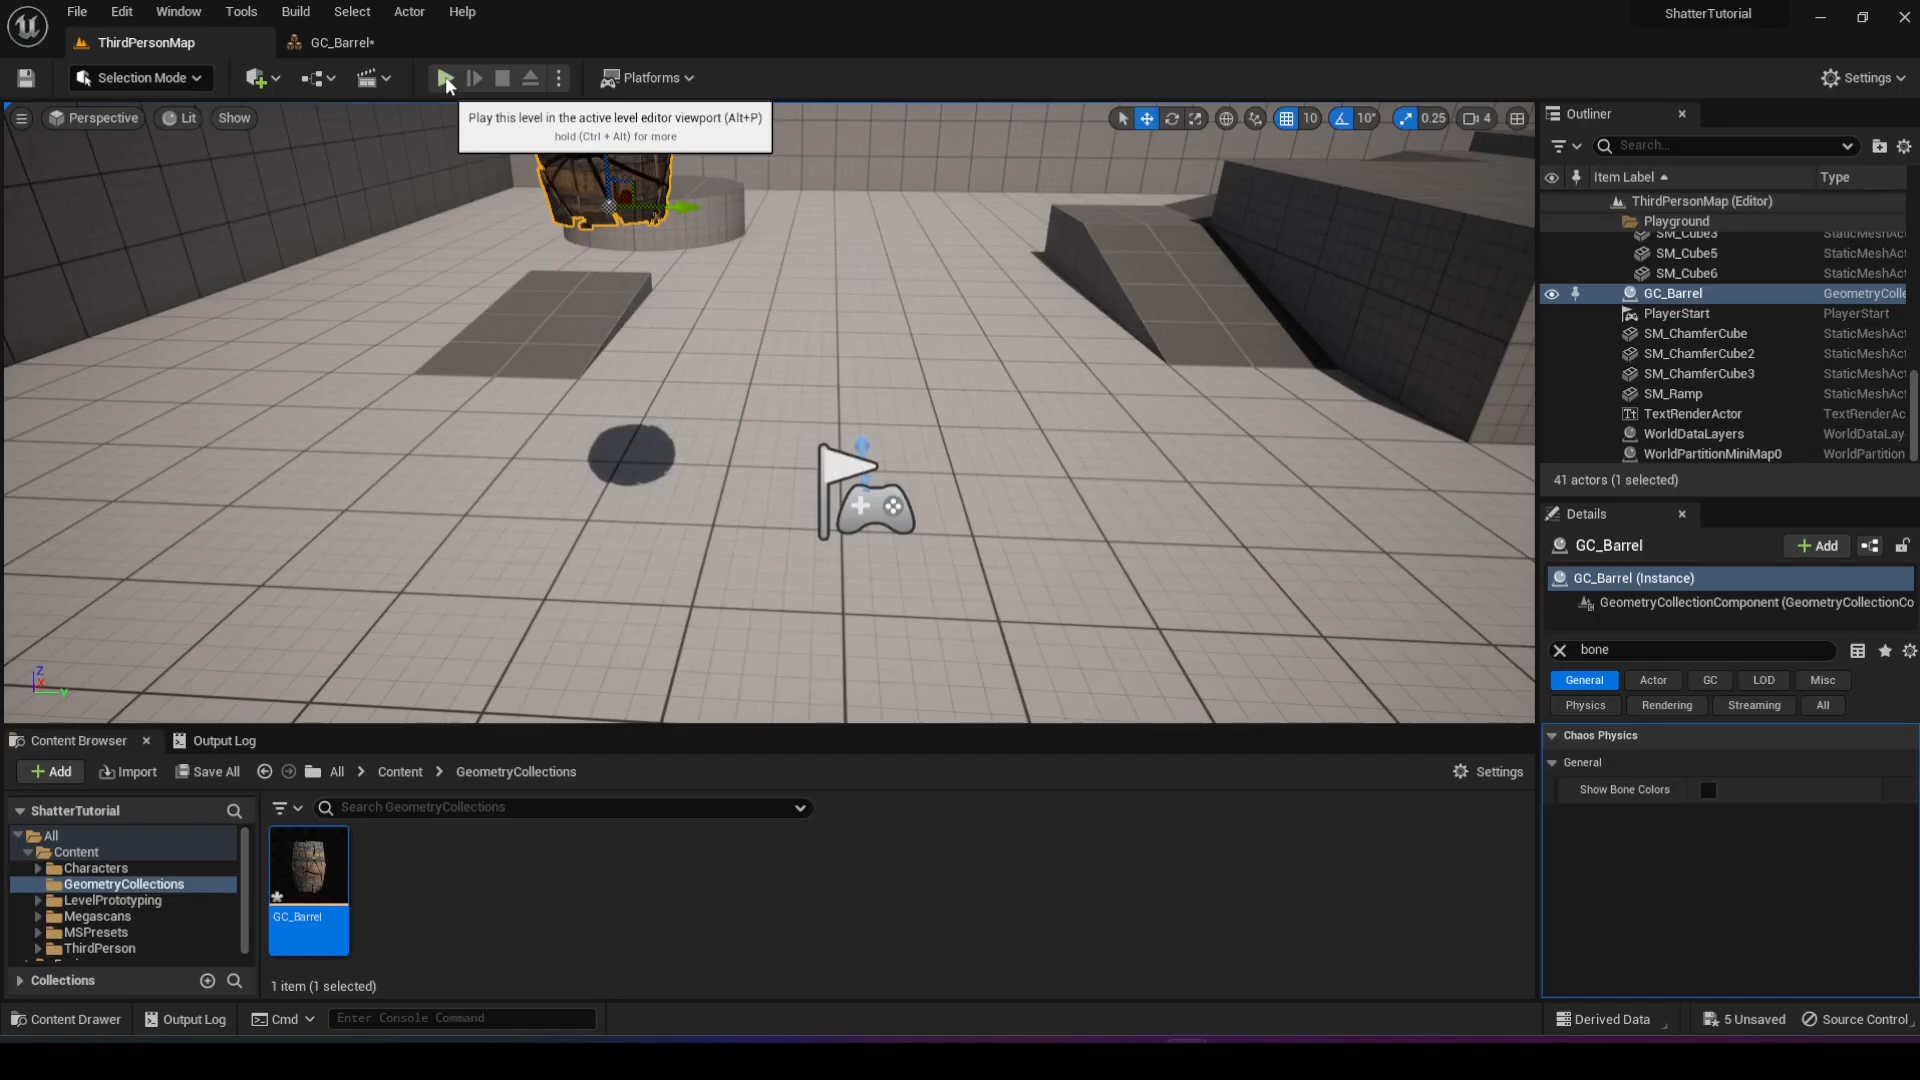 File Edit Window Tools Build Select Actor Help
ShatterTutorial
ThirdPersonMap
GC_Barrel*
Selection Mode
Platforms
Settings
Play this level in the active level editor viewport (Alt+P)
hold (Ctrl + Alt) for more
Perspective
Lit
Show
10
10°
0.25
4
Outliner
Search...
Item Label
Type
ThirdPersonMap (Editor)
Playground
SM_Cube3 StaticMeshAct
SM_Cube5 StaticMeshAct
SM_Cube6 StaticMeshAct
GC_Barrel GeometryColle
PlayerStart PlayerStart
SM_ChamferCube StaticMeshAct
SM_ChamferCube2 StaticMeshAct
SM_ChamferCube3 StaticMeshAct
SM_Ramp StaticMeshAct
TextRenderActor TextRenderAc
WorldDataLayers WorldDataLay
WorldPartitionMiniMap0 WorldPartition
41 actors (1 selected)
Details
GC_Barrel
Add
GC_Barrel (Instance)
GeometryCollectionComponent (GeometryCollectionCo
bone
General Actor GC LOD Misc
Physics Rendering Streaming All
Chaos Physics
General
Show Bone Colors
Z
X
Y
Content Browser
Output Log
Add
Import
Save All
All
Content
GeometryCollections
Settings
ShatterTutorial
Search GeometryCollections
All
Content
Characters
GeometryCollections
LevelPrototyping
Megascans
MSPresets
ThirdPerson
GC_Barrel
Collections
1 item (1 selected)
Content Drawer
Output Log
Cmd
Enter Console Command
Derived Data
5 Unsaved
Source Control